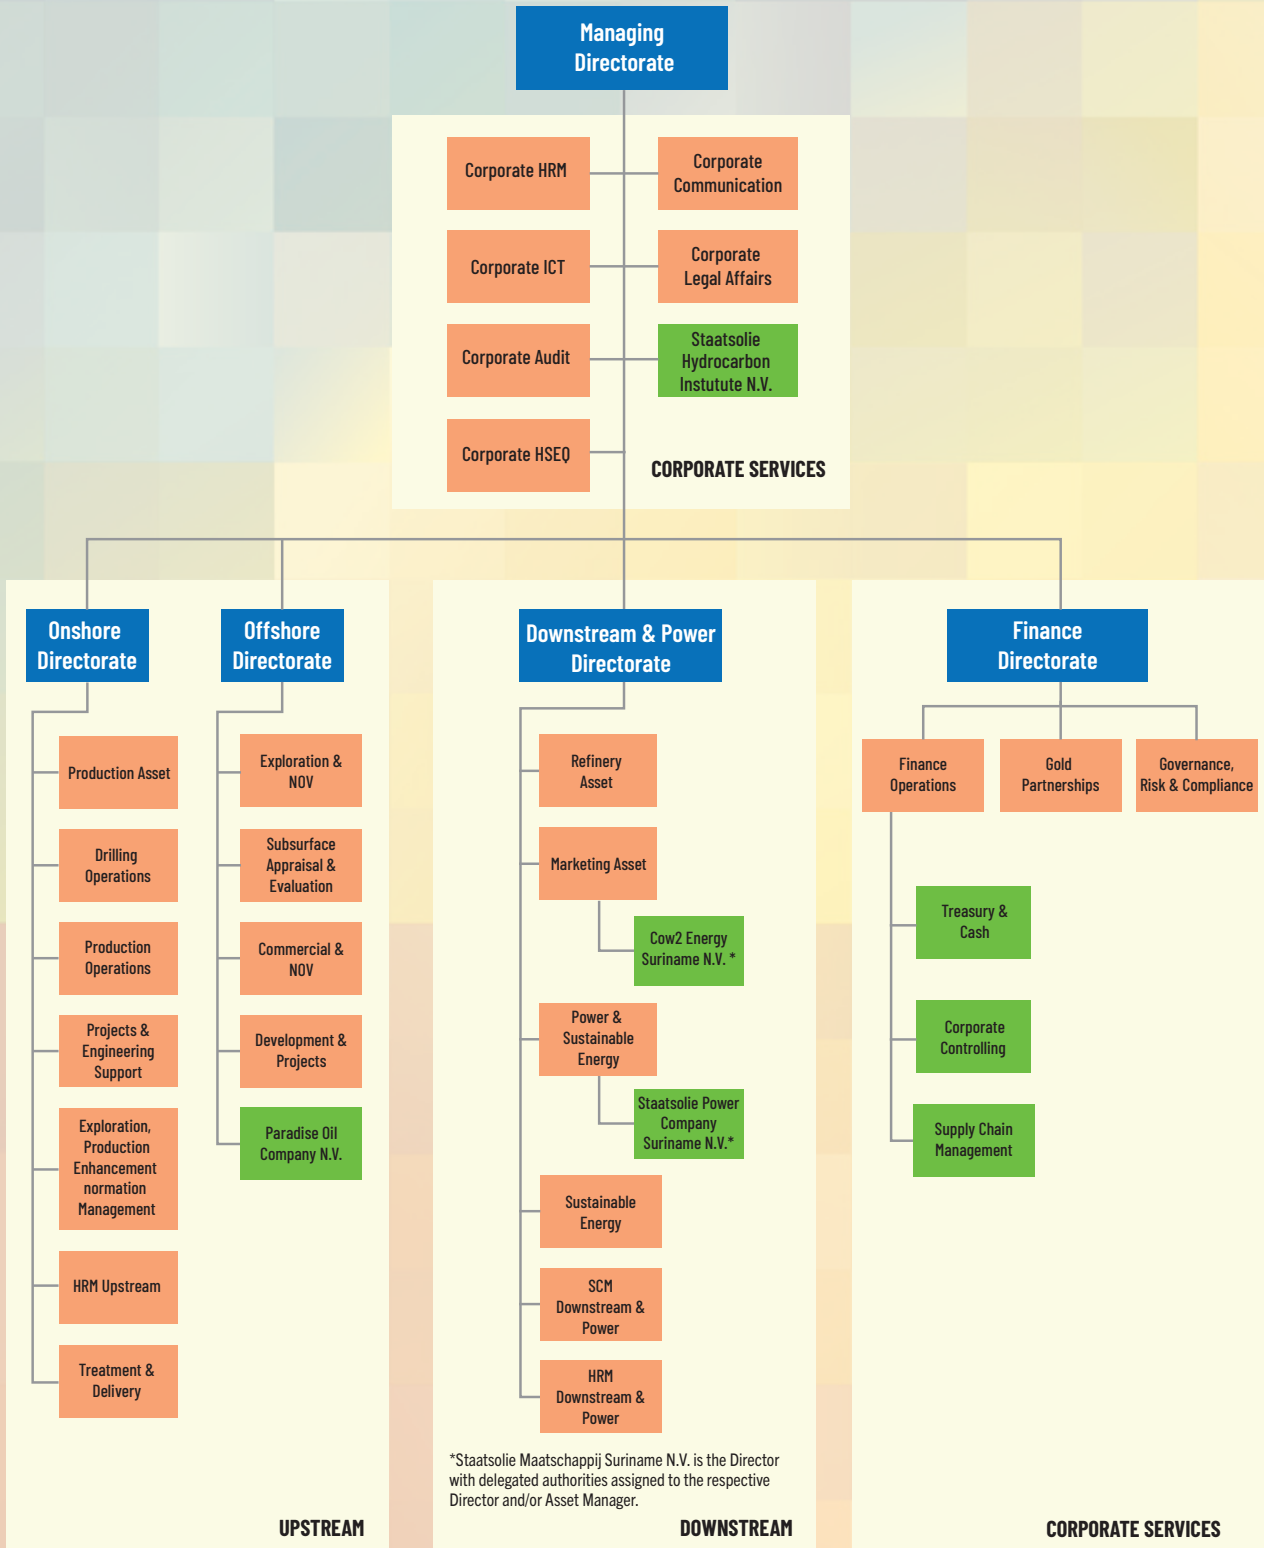 Managing
Directorate
Corporate HRM
Corporate
Communication
Corporate ICT
Corporate
Legal Affairs
Corporate Audit
Staatsolie
Hydrocarbon
Instutute N.V.
Corporate HSEQ
CORPORATE SERVICES
Onshore
Directorate
Production Asset
Drilling
Operations
Production
Operations
Projects &
Engineering
Support
Exploration,
Production
Enhancement
normation
Management
HRM Upstream
Treatment &
Delivery
Offshore
Directorate
Exploration &
NOV
Subsurface
Appraisal &
Evaluation
Commercial &
NOV
Development &
Projects
Paradise Oil
Company N.V.
UPSTREAM
Downstream & Power
Directorate
Refinery
Asset
Marketing Asset
Cow2 Energy
Suriname N.V. *
Power &
Sustainable
Energy
Staatsolie Power
Company
Suriname N.V.*
Sustainable
Energy
SCM
Downstream &
Power
HRM
Downstream &
Power
*Staatsolie Maatschappij Suriname N.V. is the Director
with delegated authorities assigned to the respective
Director and/or Asset Manager.
DOWNSTREAM
Finance
Directorate
Finance
Operations
Gold
Partnerships
Governance,
Risk & Compliance
Treasury &
Cash
Corporate
Controlling
Supply Chain
Management
CORPORATE SERVICES